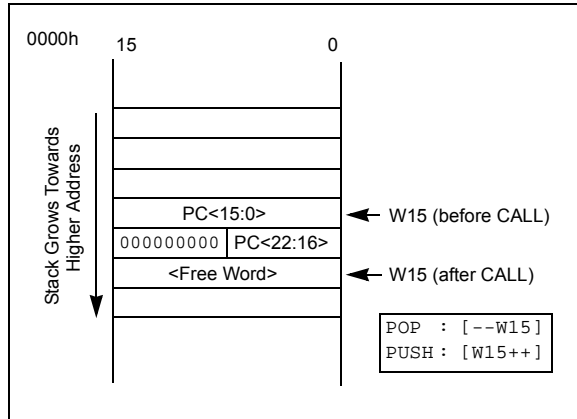 0000h
15 0
Stack Grows Towards
Higher Address
PC<15:0>
W15 (before CALL)
000000000 PC<22:16>
<Free Word>
W15 (after CALL)
POP : [--W15]
PUSH : [W15++]